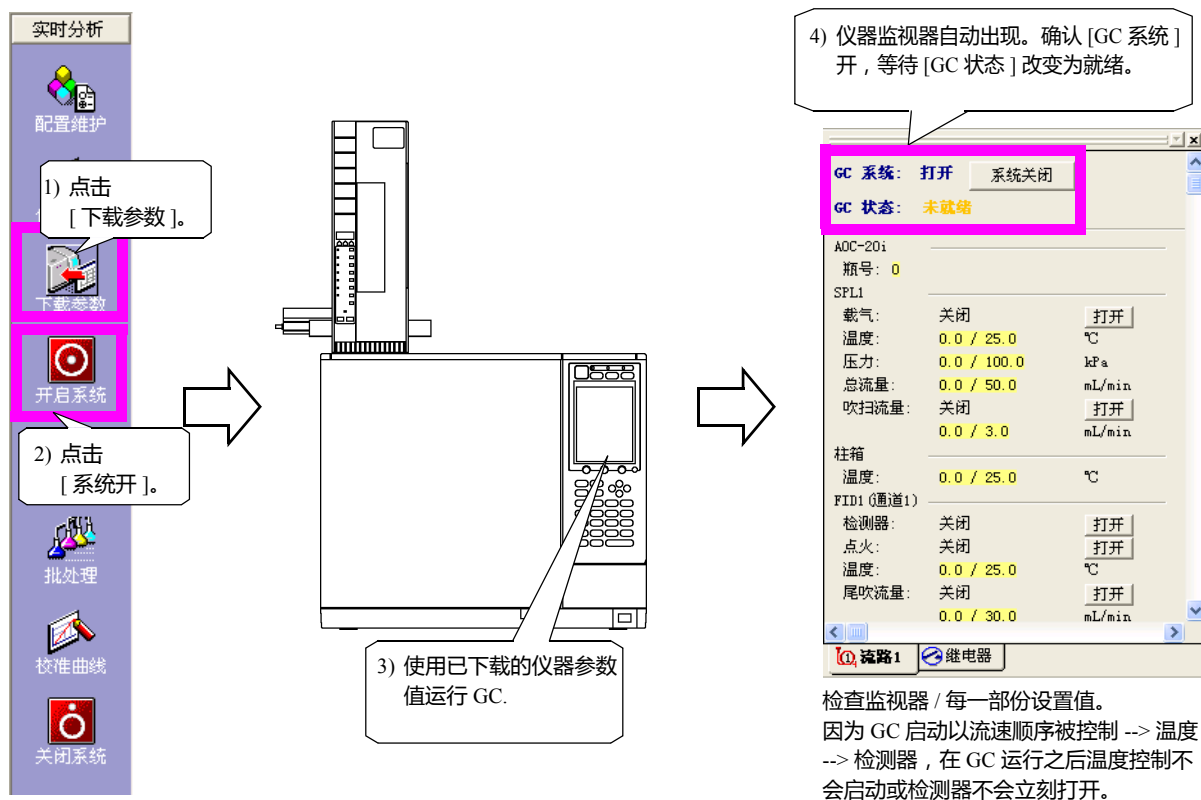 实时分析
配置维护
1) 点击
[ 下载参数 ]。
下载参数
开启系统
2) 点击
[ 系统开 ]。
批处理
校准曲线
关闭系统
3) 使用已下载的仪器参数
值运行 GC.
4) 仪器监视器自动出现。确认 [GC 系统 ]
开，等待 [GC 状态 ] 改变为就绪。
GC 系统: 打开 系统关闭
GC 状态: 未就绪
AOC-20i
瓶号: 0
SPL1
载气: 关闭 打开
温度: 0.0 / 25.0 ℃
压力: 0.0 / 100.0 kPa
总流量: 0.0 / 50.0 mL/min
吹扫流量: 关闭 打开
0.0 / 3.0 mL/min
柱箱
温度: 0.0 / 25.0 ℃
FID1(通道1)
检测器: 关闭 打开
点火: 关闭 打开
温度: 0.0 / 25.0 ℃
尾吹流量: 关闭 打开
0.0 / 30.0 mL/min
流路1 继电器
检查监视器 / 每一部份设置值。
因为 GC 启动以流速顺序被控制 --> 温度
--> 检测器，在 GC 运行之后温度控制不
会启动或检测器不会立刻打开。